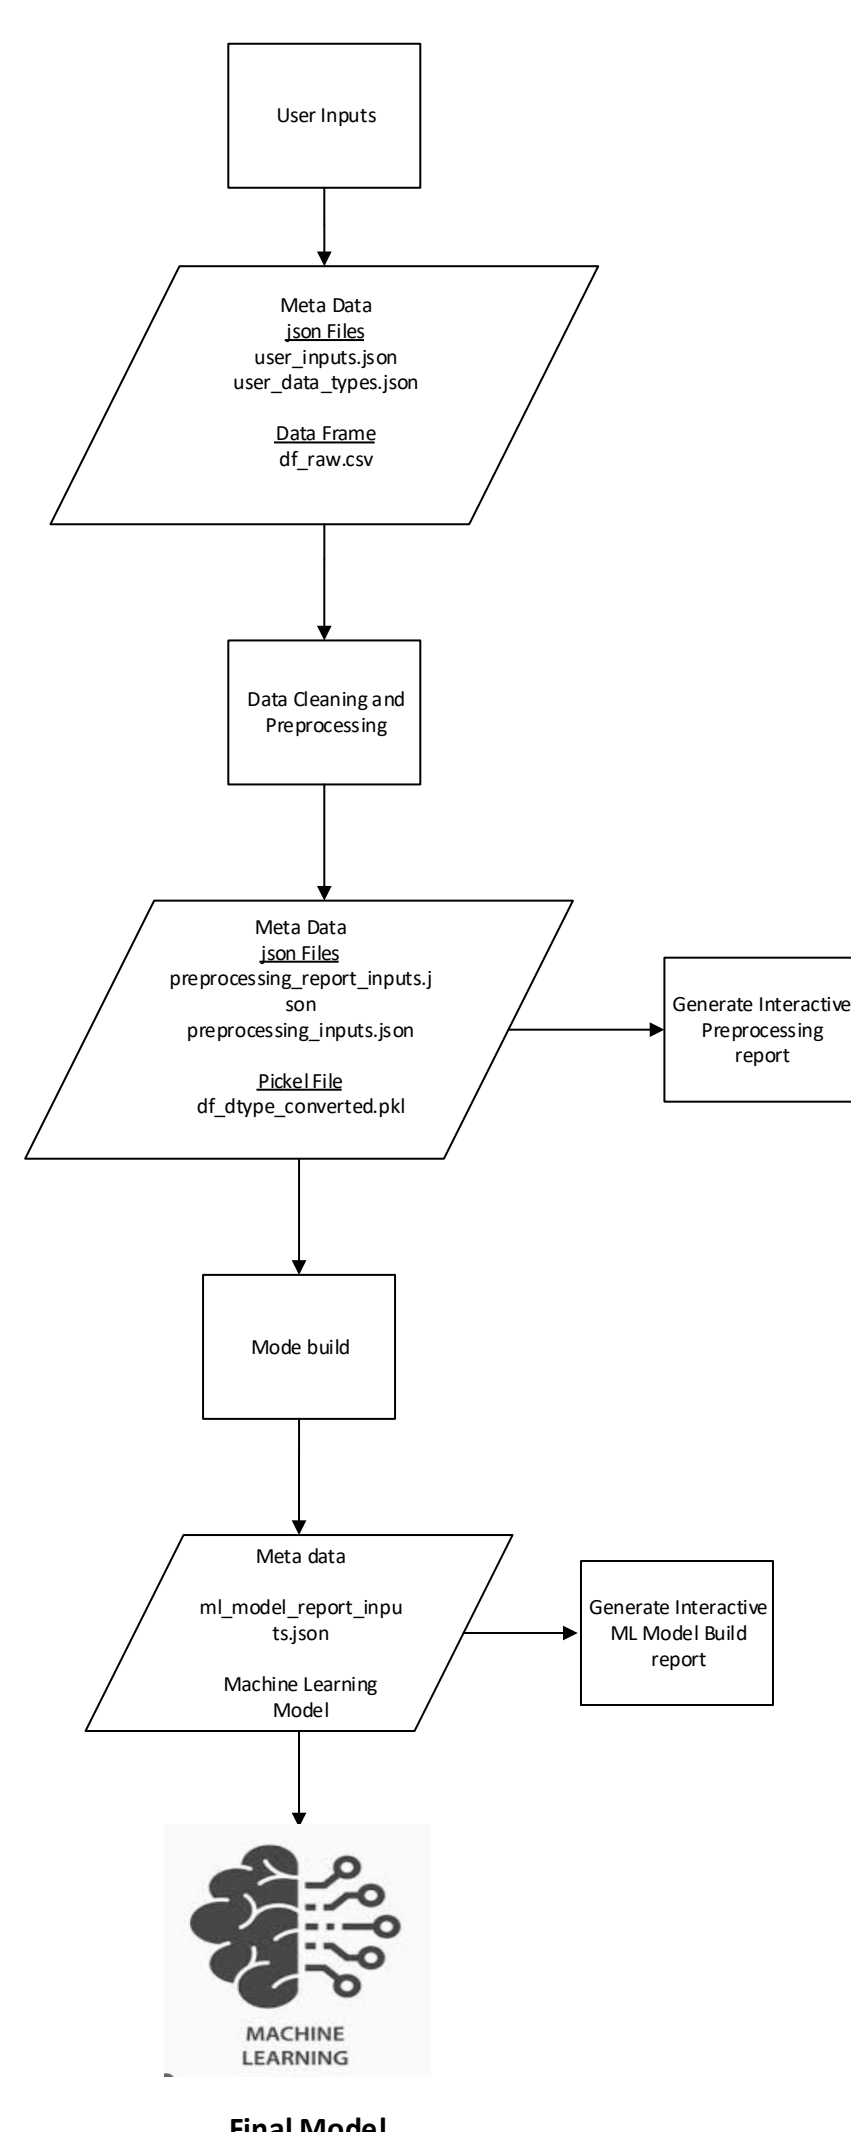 User Inputs
Meta Data
json Files
user_inputs.json
user_data_types.json
Data Frame
df_raw.csv
Data Cleaning and
Preprocessing
Meta Data
json Files
preprocessing_report_inputs.j
son
preprocessing_inputs.json
Pickel File
df_dtype_converted.pkl
Generate Interactive
Preprocessing
report
Mode build
Meta data
ml_model_report_inpu
ts.json
Machine Learning
Model
Generate Interactive
ML Model Build
report
MACHINE
LEARNING
Final Model